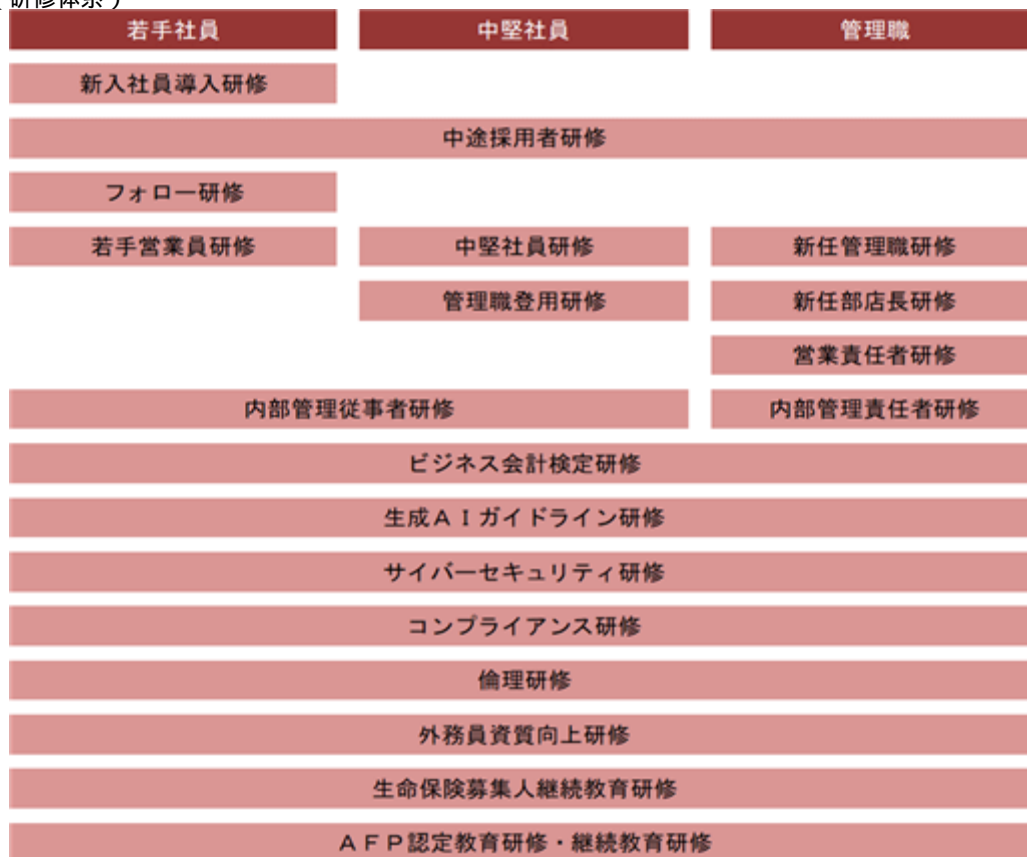 研修体系
若手社員 中堅社員 管理職
新入社員導入研修
中途採用者研修
フォロー研修
若手営業員研修 中堅社員研修 新任管理職研修
管理職登用研修 新任部店長研修
営業責任者研修
内部管理従事者研修 内部管理責任者研修
ビジネス会計検定研修
生成AIガイドライン研修
サイバーセキュリティ研修
コンプライアンス研修
倫理研修
外務員資質向上研修
生命保険募集人継続教育研修
AFP認定教育研修・継続教育研修